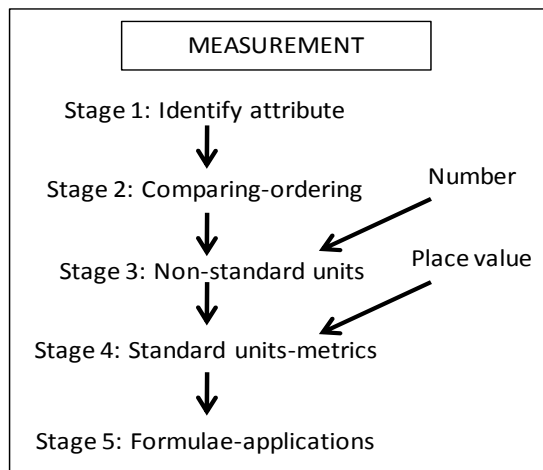 MEASUREMENT
Stage 1: Identify attribute
Stage 2: Comparing-ordering
Number
Stage 3: Non-standard units
Place value
Stage 4: Standard units-metrics
Stage 5: Formulae-applications